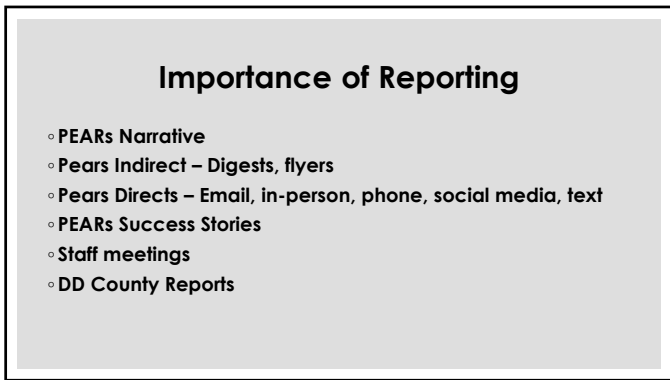 Importance of Reporting
◦ PEARs Narrative
◦ Pears Indirect – Digests, flyers
◦ Pears Directs – Email, in-person, phone, social media, text
◦ PEARs Success Stories
◦ Staff meetings
◦ DD County Reports